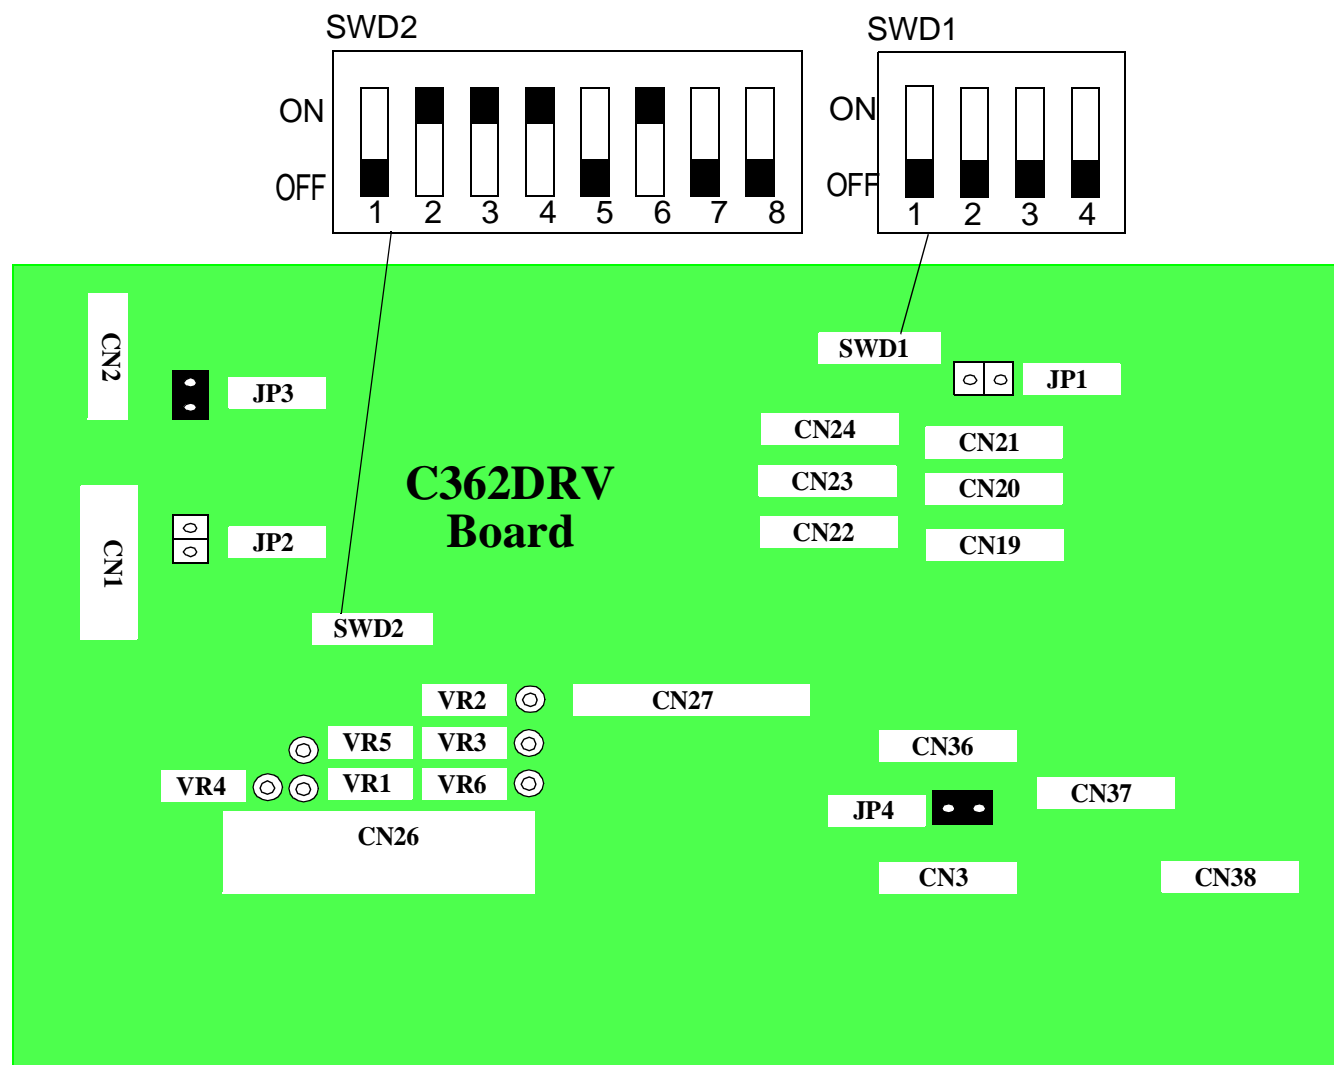 SWD2
SWD1
ON
OFF
1 2 3 4 5 6 7 8
ON
OFF
1 2 3 4
CN2
JP3
SWD1
JP1
CN24
CN21
C362DRV
Board
CN23
CN20
CN1
JP2
CN22
CN19
SWD2
VR2
CN27
VR5
VR3
CN36
VR4
VR1
VR6
CN37
JP4
CN26
CN3
CN38